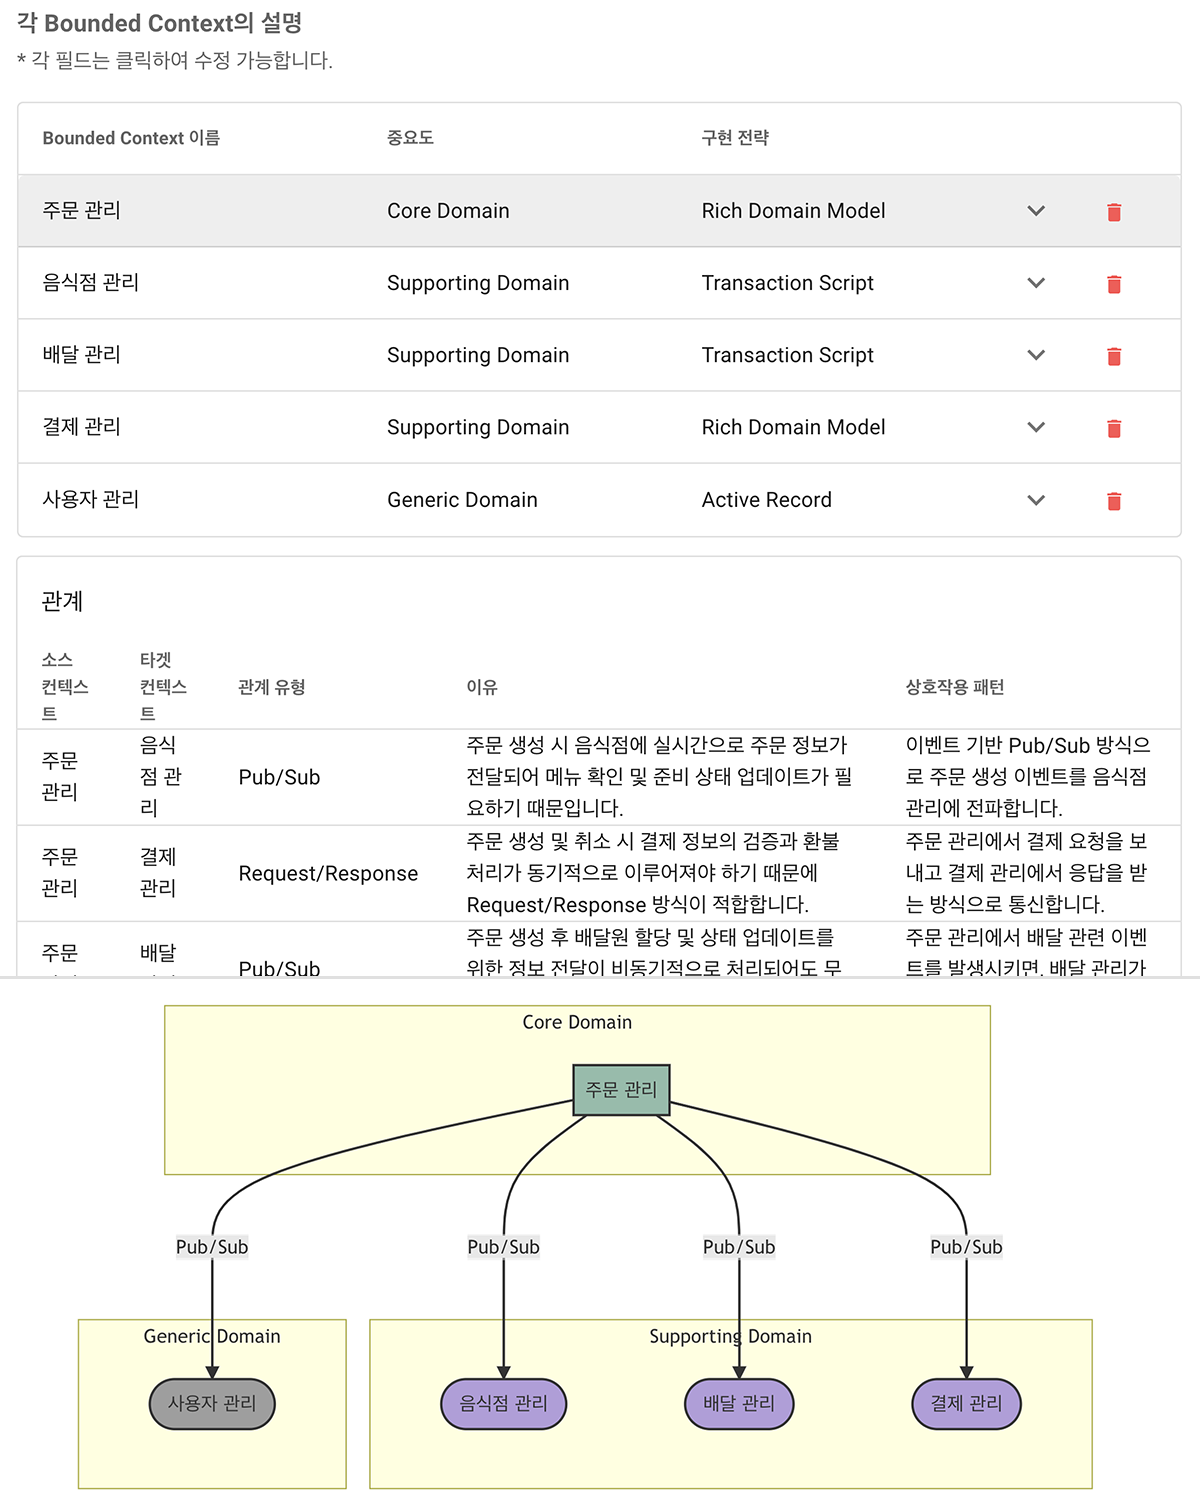 각 Bounded Context의 설명
* 각 필드는 클릭하여 수정 가능합니다.
Bounded Context 이름 중요도 구현 전략
주문 관리 Core Domain Rich Domain Model
음식점 관리 Supporting Domain Transaction Script
배달 관리 Supporting Domain Transaction Script
결제 관리 Supporting Domain Rich Domain Model
사용자 관리 Generic Domain Active Record
관계
소스
컨텍스
트
타겟
컨텍스
트
관계 유형
이유
상호작용 패턴
주문
관리
음식
점 관
리
Pub/Sub
주문 생성 시 음식점에 실시간으로 주문 정보가
전달되어 메뉴 확인 및 준비 상태 업데이트가 필
요하기 때문입니다.
이벤트 기반 Pub/Sub 방식으
로 주문 생성 이벤트를 음식점
관리에 전파합니다.
주문
관리
결제
관리
Request/Response
주문 생성 및 취소 시 결제 정보의 검증과 환불
처리가 동기적으로 이루어져야 하기 때문에
Request/Response 방식이 적합합니다.
주문 관리에서 결제 요청을 보
내고 결제 관리에서 응답을 받
는 방식으로 통신합니다.
주문
배달
Pub/Sub
주문 생성 후 배달원 할당 및 상태 업데이트를
위한 정보 전달이 비동기적으로 처리되어도 무
주문 관리에서 배달 관련 이벤
트를 발생시키면, 배달 관리가
Core Domain
주문 관리
Pub/Sub Pub/Sub Pub/Sub Pub/Sub
Generic Domain
Supporting Domain
사용자 관리
음식점 관리
배달 관리
결제 관리